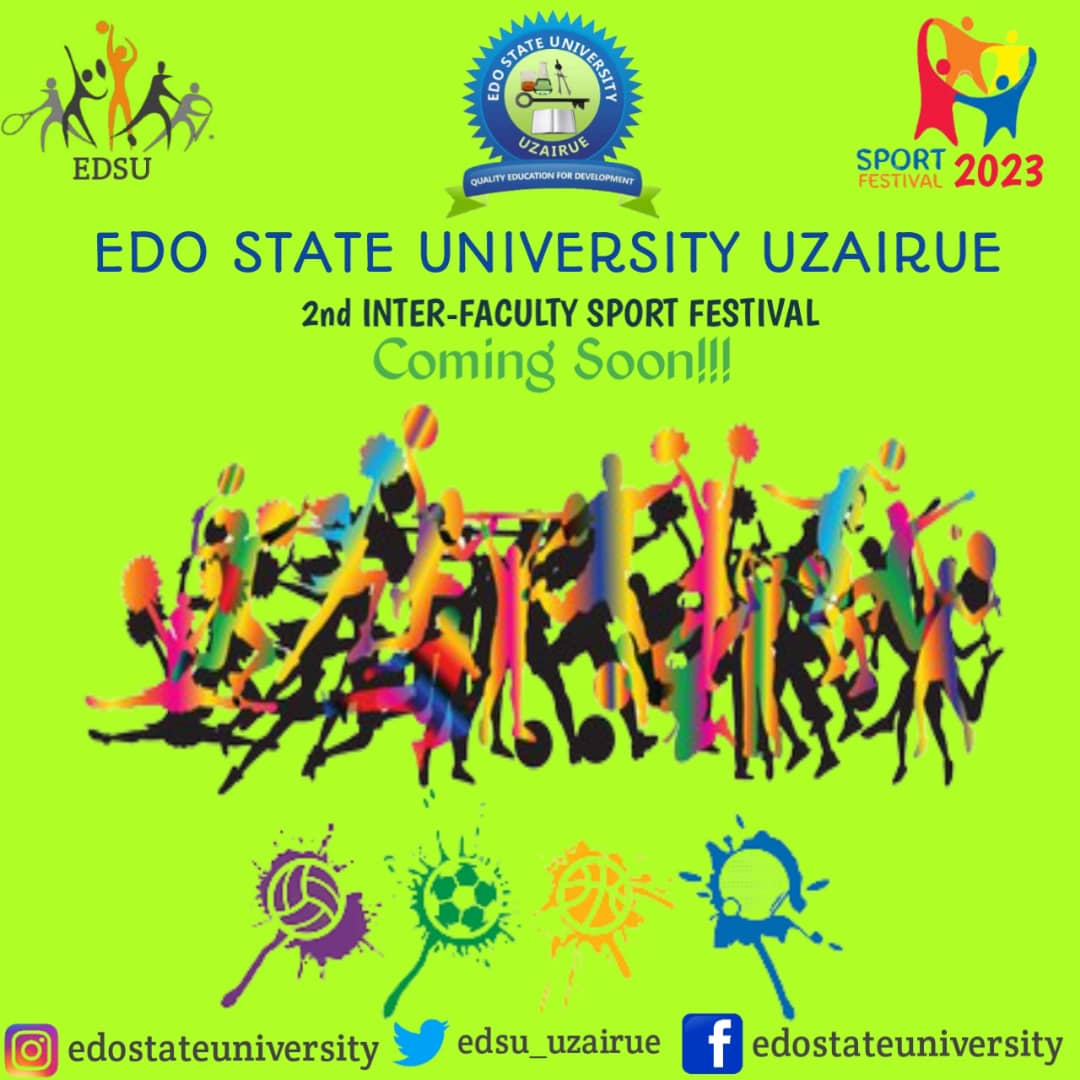 EDSU
EDO STATE UNIVERSITY
UZAIRUE
QUALITY EDUCATION FOR DEVELOPMENT
SPORT
FESTIVAL 2023
EDO STATE UNIVERSITY UZAIRUE
2nd INTER-FACULTY SPORT FESTIVAL
Coming Soon!!!
edostateuniversity edsu_uzairue edostateuniversity